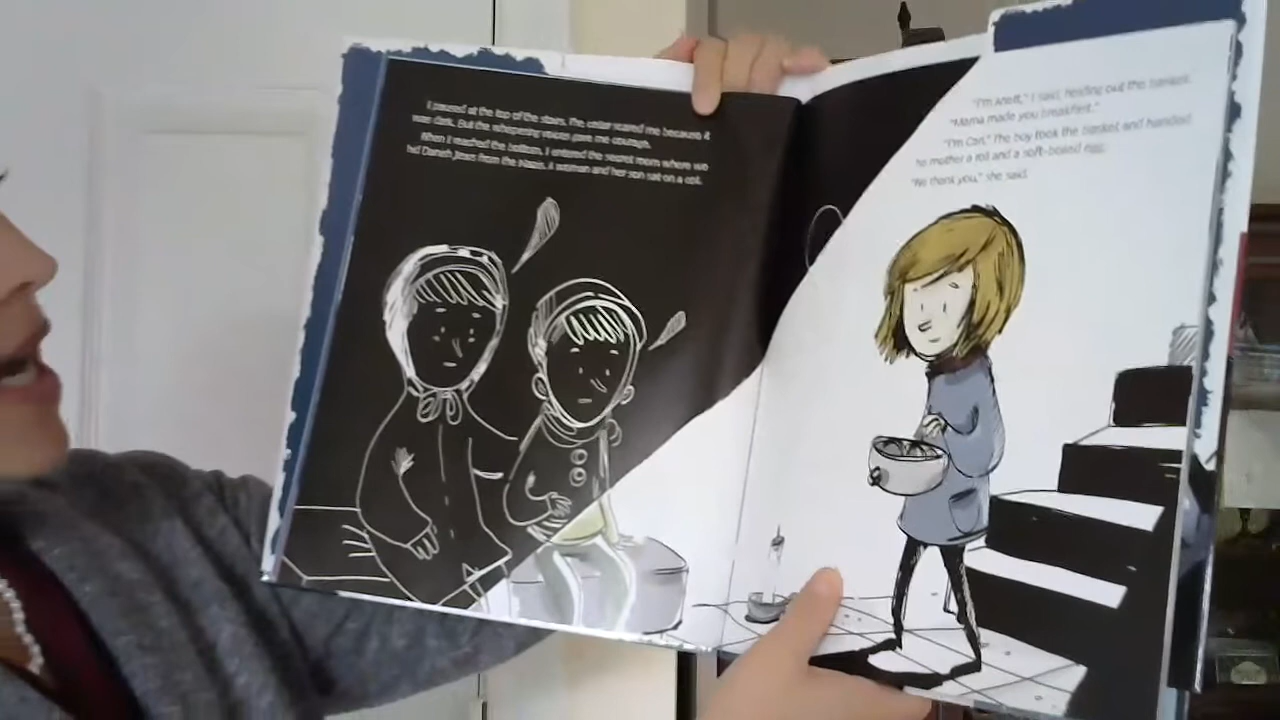 I paused at the top of the stairs. The cellar scared me because it
was dark. But the whispering voices gave me courage.
When I reached the bottom, I entered the secret room where we
hid Danish Jews from the Nazis. A woman and her son sat on a cot.
"I'm Anett," I said, holding out the basket.
"Mama made you breakfast."
"I'm Carl." The boy took the basket and handed
his mother a roll and a soft-boiled egg.
"We thank you," she said.